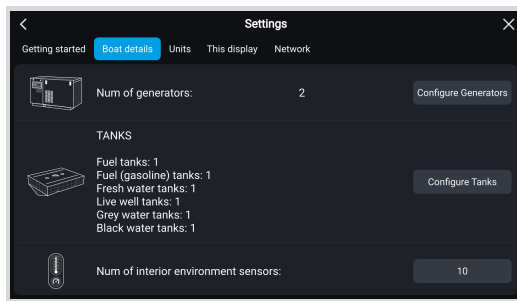 Settings
Getting started Boat details Units This display Network
Num of generators: 2 Configure Generators
TANKS
Fuel tanks: 1
Fuel (gasoline) tanks: 1
Fresh water tanks: 1
Live well tanks: 1
Grey water tanks: 1
Black water tanks: 1
Configure Tanks
Num of interior environment sensors: 10